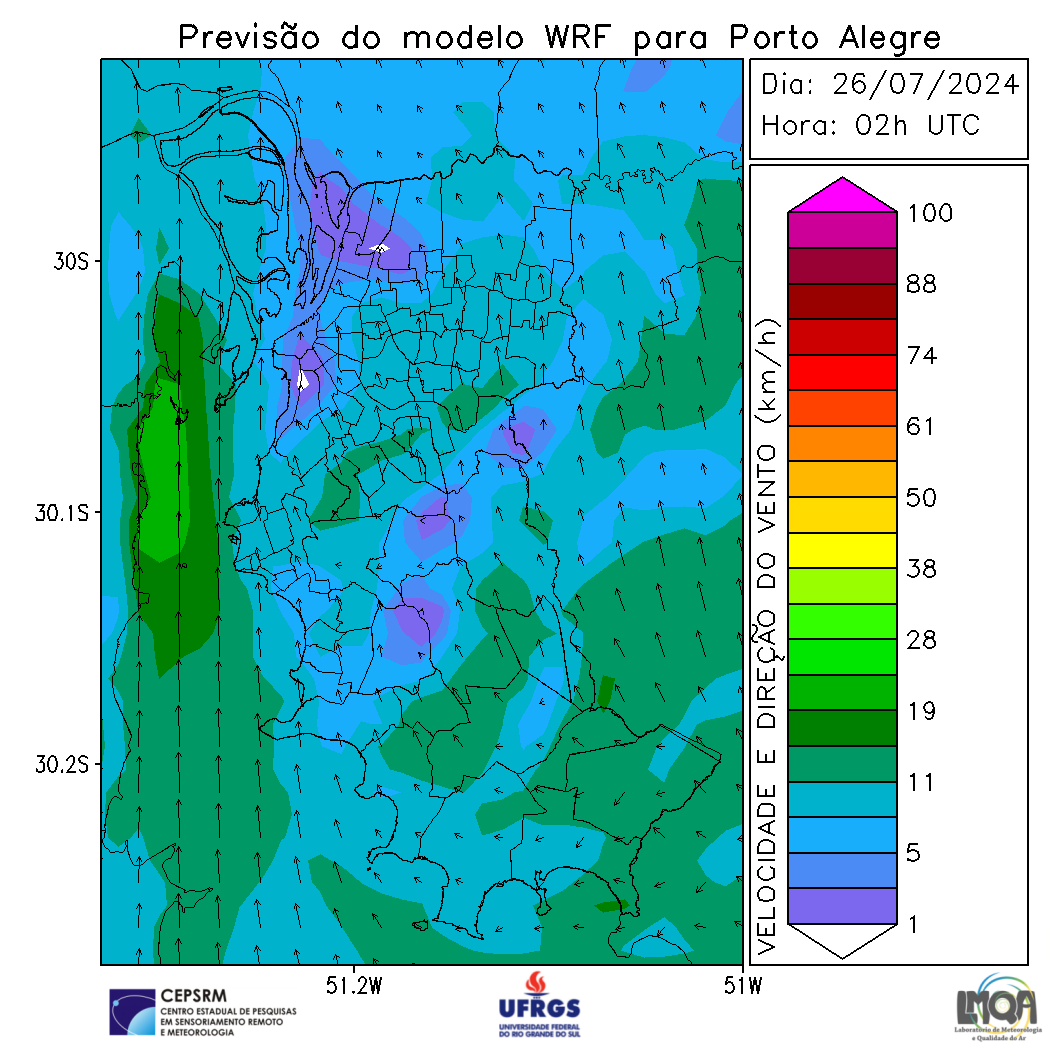 Previsão do modelo WRF para Porto Alegre
Dia: 26/07/2024
Hora: 02h UTC
30S
30.1S
30.2S
51.2W
51W
VELOCIDADE E DIREÇÃO DO VENTO (km/h)
100
88
74
61
50
38
28
19
11
5
1
CEPSRM
CENTRO ESTADUAL DE PESQUISAS
EM SENSORIAMENTO REMOTO
E METEOROLOGIA
UFRGS
UNIVERSIDADE FEDERAL
DO RIO GRANDE DO SUL
LMQA
Laboratório de Meteorologia
e Qualidade do Ar